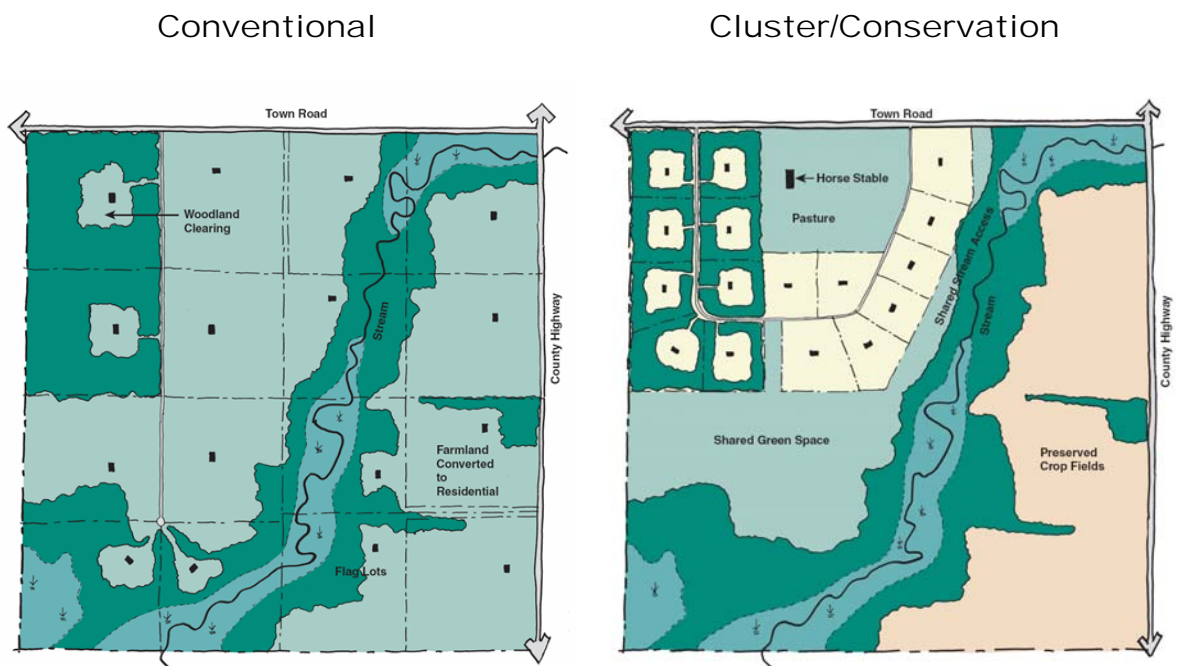 Conventional
Cluster/Conservation
Town Road
Woodland
Clearing
Stream
County Highway
Farmland
Converted
to
Residential
Flag Lots
Town Road
Horse Stable
Pasture
Shared Stream Access
Stream
County Highway
Shared Green Space
Preserved
Crop Fields